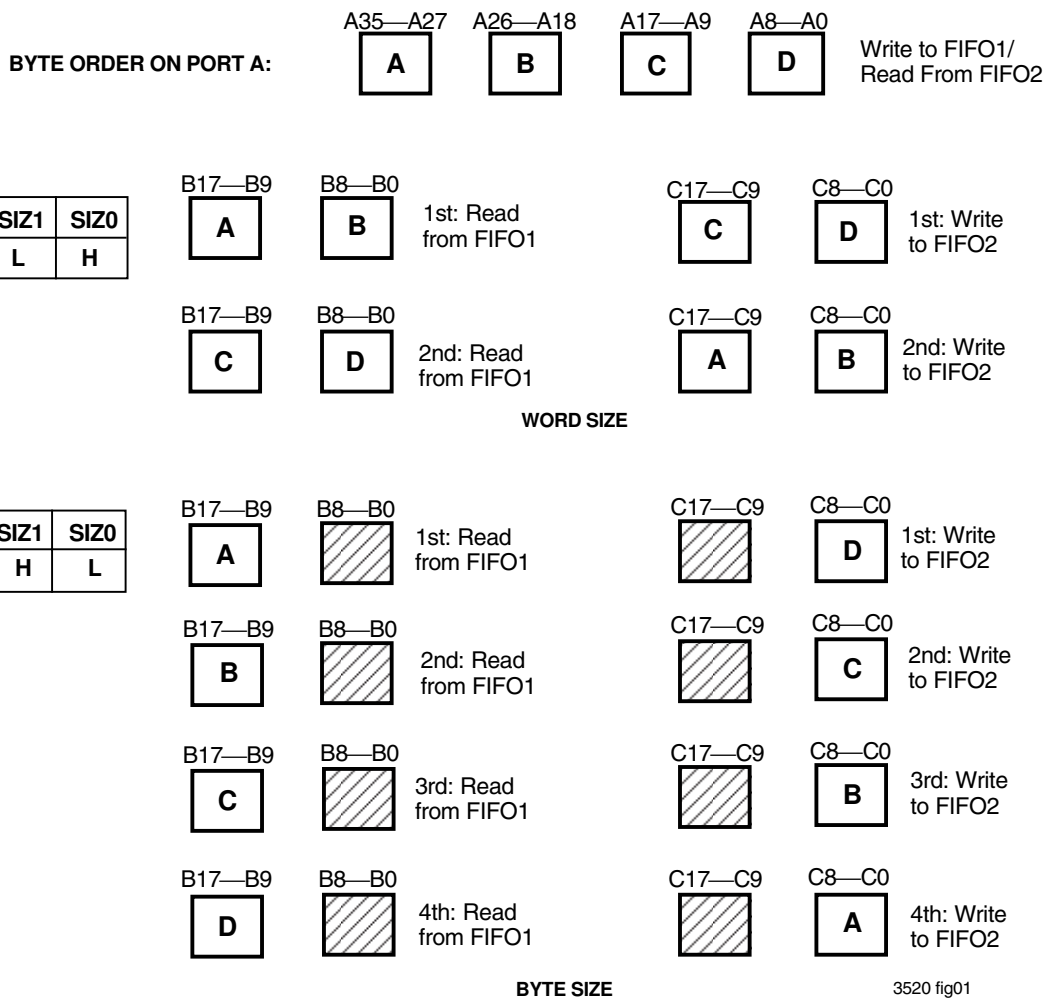 A35—A27 A26—A18 A17—A9 A8—A0
BYTE ORDER ON PORT A: A B C D Write to FIFO1/
Read From FIFO2
B17—B9 B8—B0 C17—C9 C8—C0
SIZ1 SIZ0 A B 1st: Read C D 1st: Write
from FIFO1 to FIFO2
L H
B17—B9 B8—B0 C17—C9 C8—C0
C D 2nd: Read A B 2nd: Write
from FIFO1 to FIFO2
WORD SIZE
B17—B9 B8—B0 C17—C9 C8—C0
SIZ1 SIZ0 A 1st: Read D 1st: Write
from FIFO1 to FIFO2
H L
B17—B9 B8—B0 C17—C9 C8—C0
B 2nd: Read C 2nd: Write
from FIFO1 to FIFO2
B17—B9 B8—B0 C17—C9 C8—C0
C 3rd: Read B 3rd: Write
from FIFO1 to FIFO2
B17—B9 B8—B0 C17—C9 C8—C0
D 4th: Read A 4th: Write
from FIFO1 to FIFO2
BYTE SIZE 3520 fig01